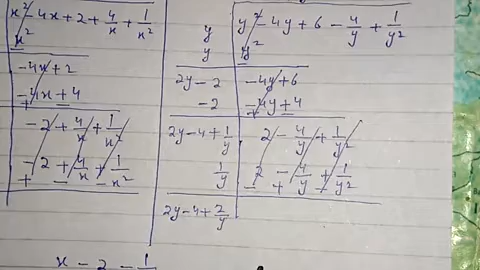 x² - 4x + 2 + 4/x + 1/x²
x²
-
- 4x + 2
- 4x + 4
+ -
- 2 + 4/x + 1/x²
- 2 + 4/x + 1/x²
+ - -
y
y
y² - 4y + 6 - 4/y + 1/y²
y²
-
2y - 2
- 2
- 4y + 6
- 4y + 4
+ -
2y - 4 + 1/y
1/y
2 - 4/y + 1/y²
2 - 4/y + 1/y²
- + -
2y - 4 + 2/y
x - 2 - 1